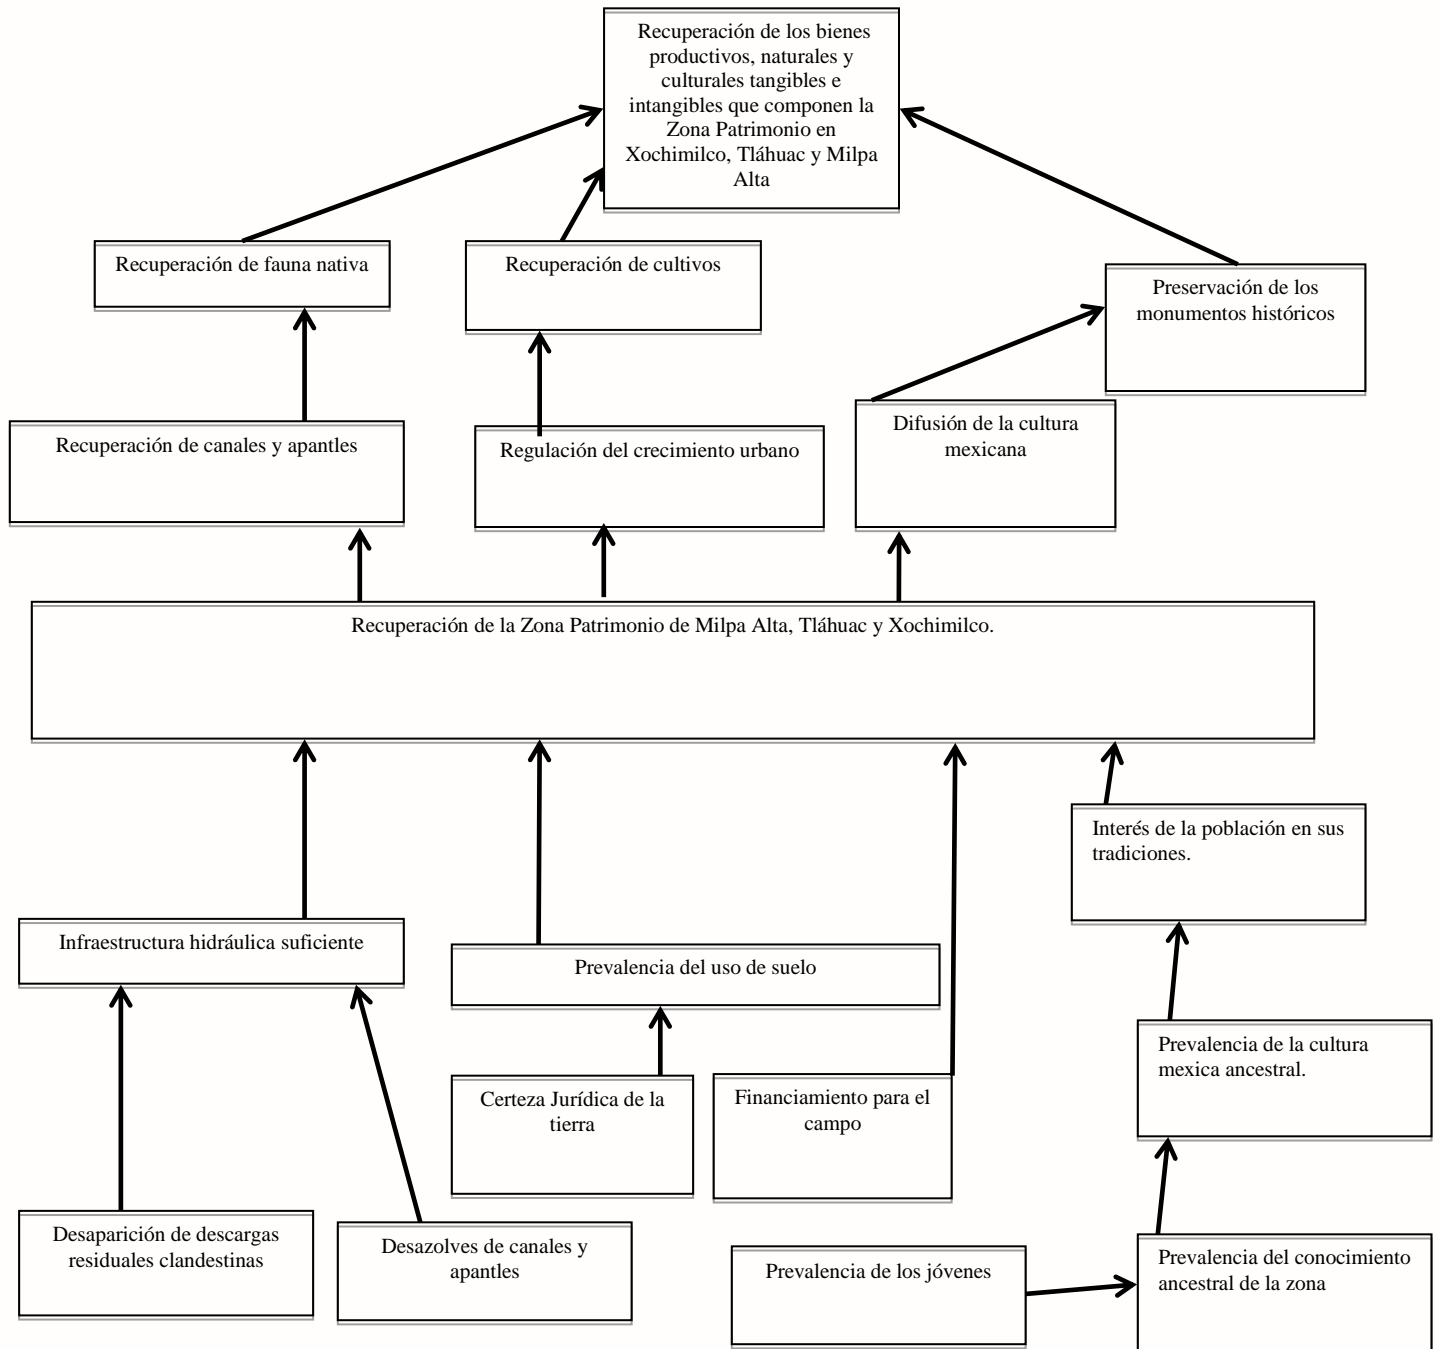 Recuperación de los bienes
productivos, naturales y
culturales tangibles e
intangibles que componen la
Zona Patrimonio en
Xochimilco, Tláhuac y Milpa
Alta
Recuperación de fauna nativa
Recuperación de cultivos
Preservación de los
monumentos históricos
Recuperación de canales y apantles
Regulación del crecimiento urbano
Difusión de la cultura
mexicana
Recuperación de la Zona Patrimonio de Milpa Alta, Tláhuac y Xochimilco.
Interés de la población en sus
tradiciones.
Infraestructura hidráulica suficiente
Prevalencia del uso de suelo
Prevalencia de la cultura
mexica ancestral.
Certeza Jurídica de la
tierra
Financiamiento para el
campo
Desaparición de descargas
residuales clandestinas
Desazolves de canales y
apantles
Prevalencia de los jóvenes
Prevalencia del conocimiento
ancestral de la zona